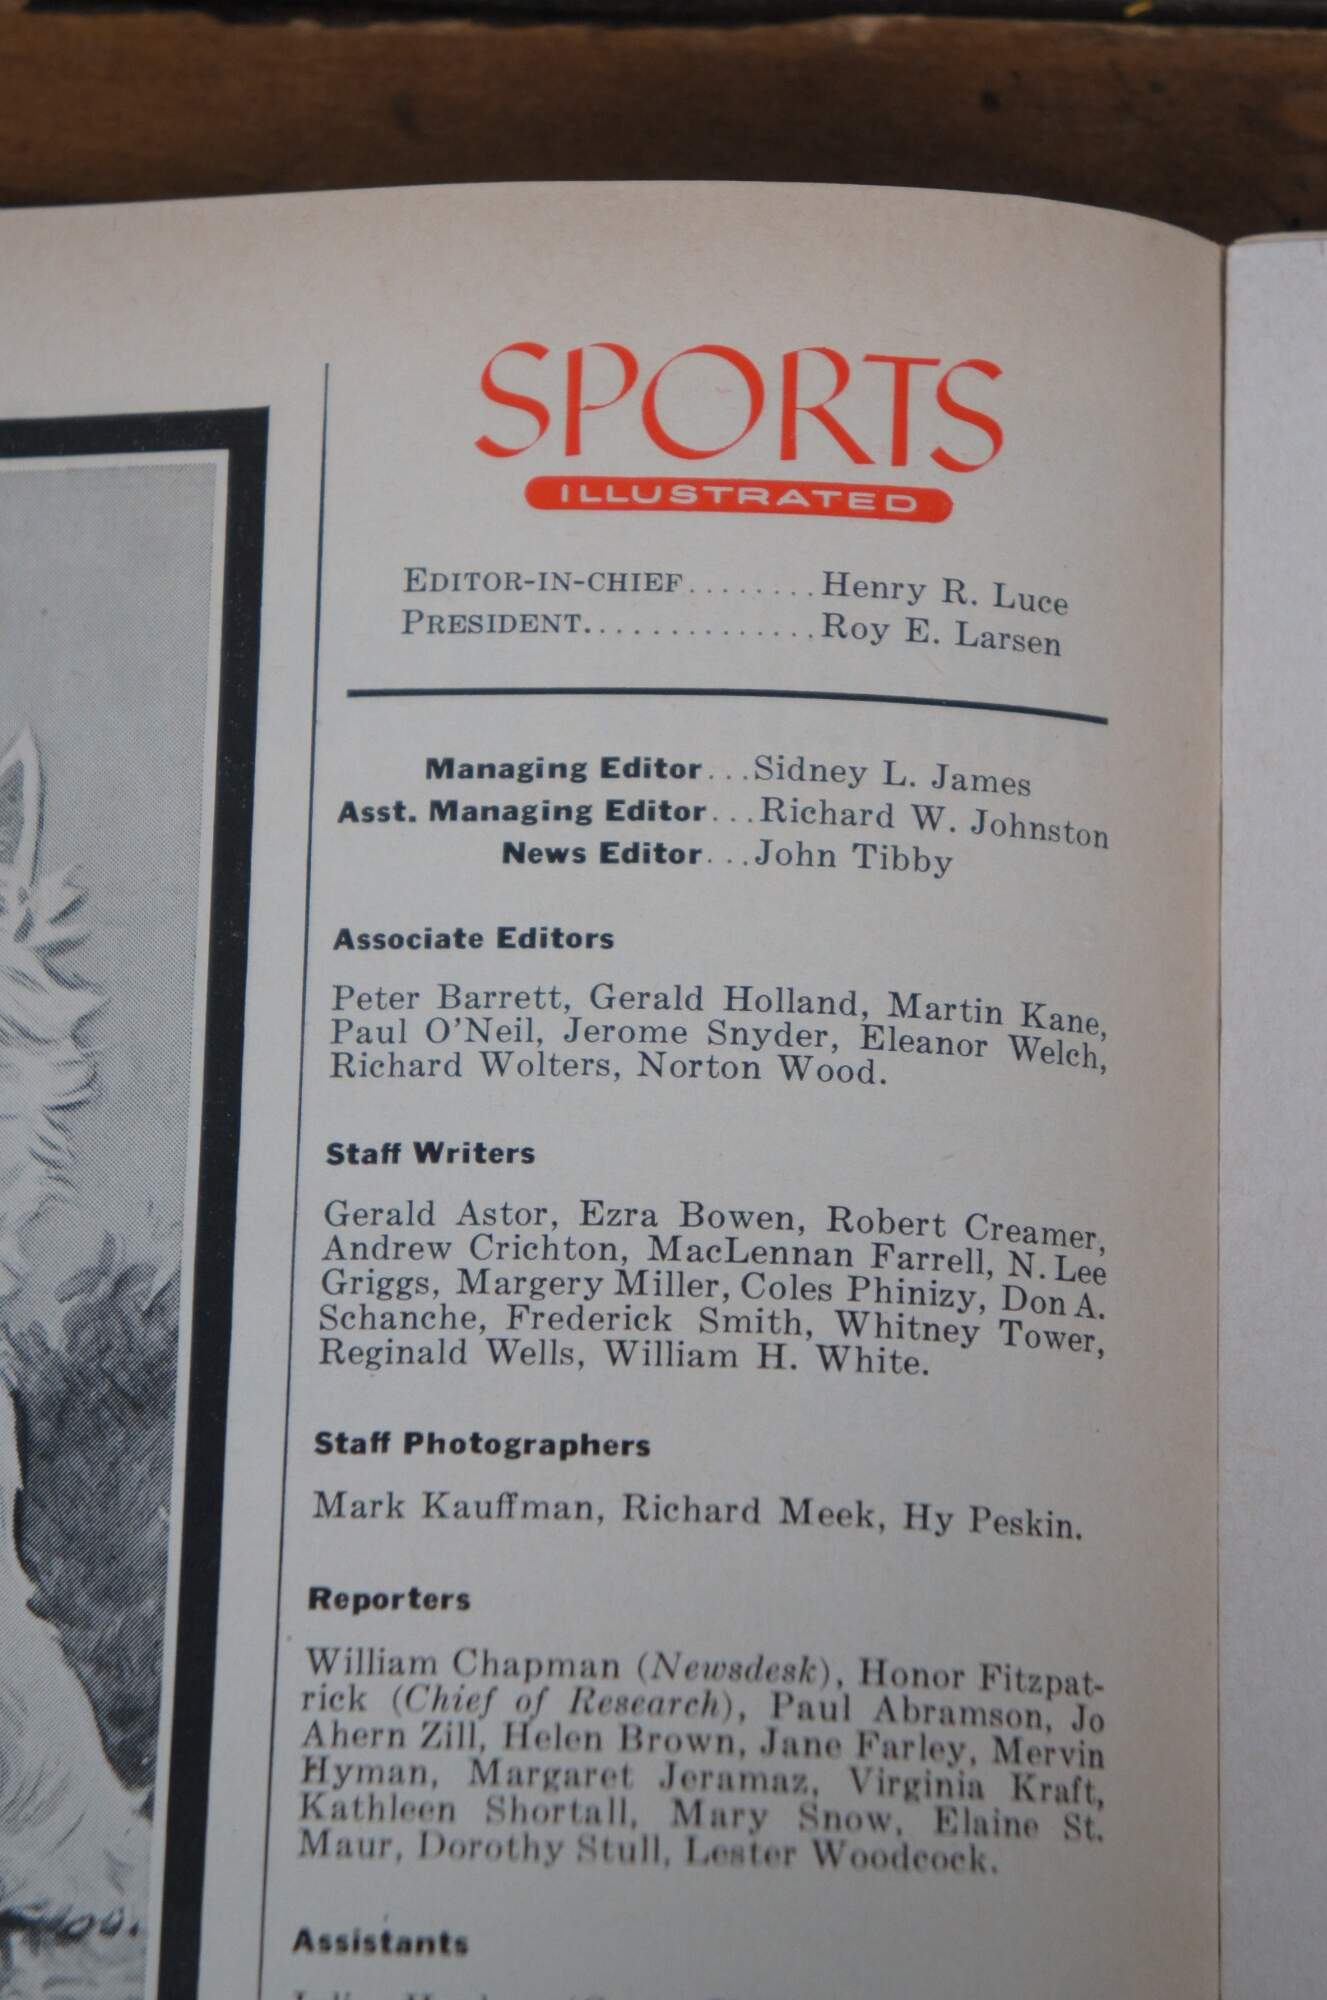 SPORTS
ILLUSTRATED
EDITOR-IN-CHIEF........Henry R. Luce
PRESIDENT..............Roy E. Larsen
Managing Editor...Sidney L. James
Asst. Managing Editor...Richard W. Johnston
News Editor...John Tibby
Associate Editors
Peter Barrett, Gerald Holland, Martin Kane,
Paul O'Neil, Jerome Snyder, Eleanor Welch,
Richard Wolters, Norton Wood.
Staff Writers
Gerald Astor, Ezra Bowen, Robert Creamer,
Andrew Crichton, MacLennan Farrell, N. Lee
Griggs, Margery Miller, Coles Phinizy, Don A.
Schanche, Frederick Smith, Whitney Tower,
Reginald Wells, William H. White.
Staff Photographers
Mark Kauffman, Richard Meek, Hy Peskin.
Reporters
William Chapman (Newsdesk), Honor Fitzpat-
rick (Chief of Research), Paul Abramson, Jo
Ahern Zill, Helen Brown, Jane Farley, Mervin
Hyman, Margaret Jeramaz, Virginia Kraft,
Kathleen Shortall, Mary Snow, Elaine St.
Maur, Dorothy Stull, Lester Woodcock.
Assistants